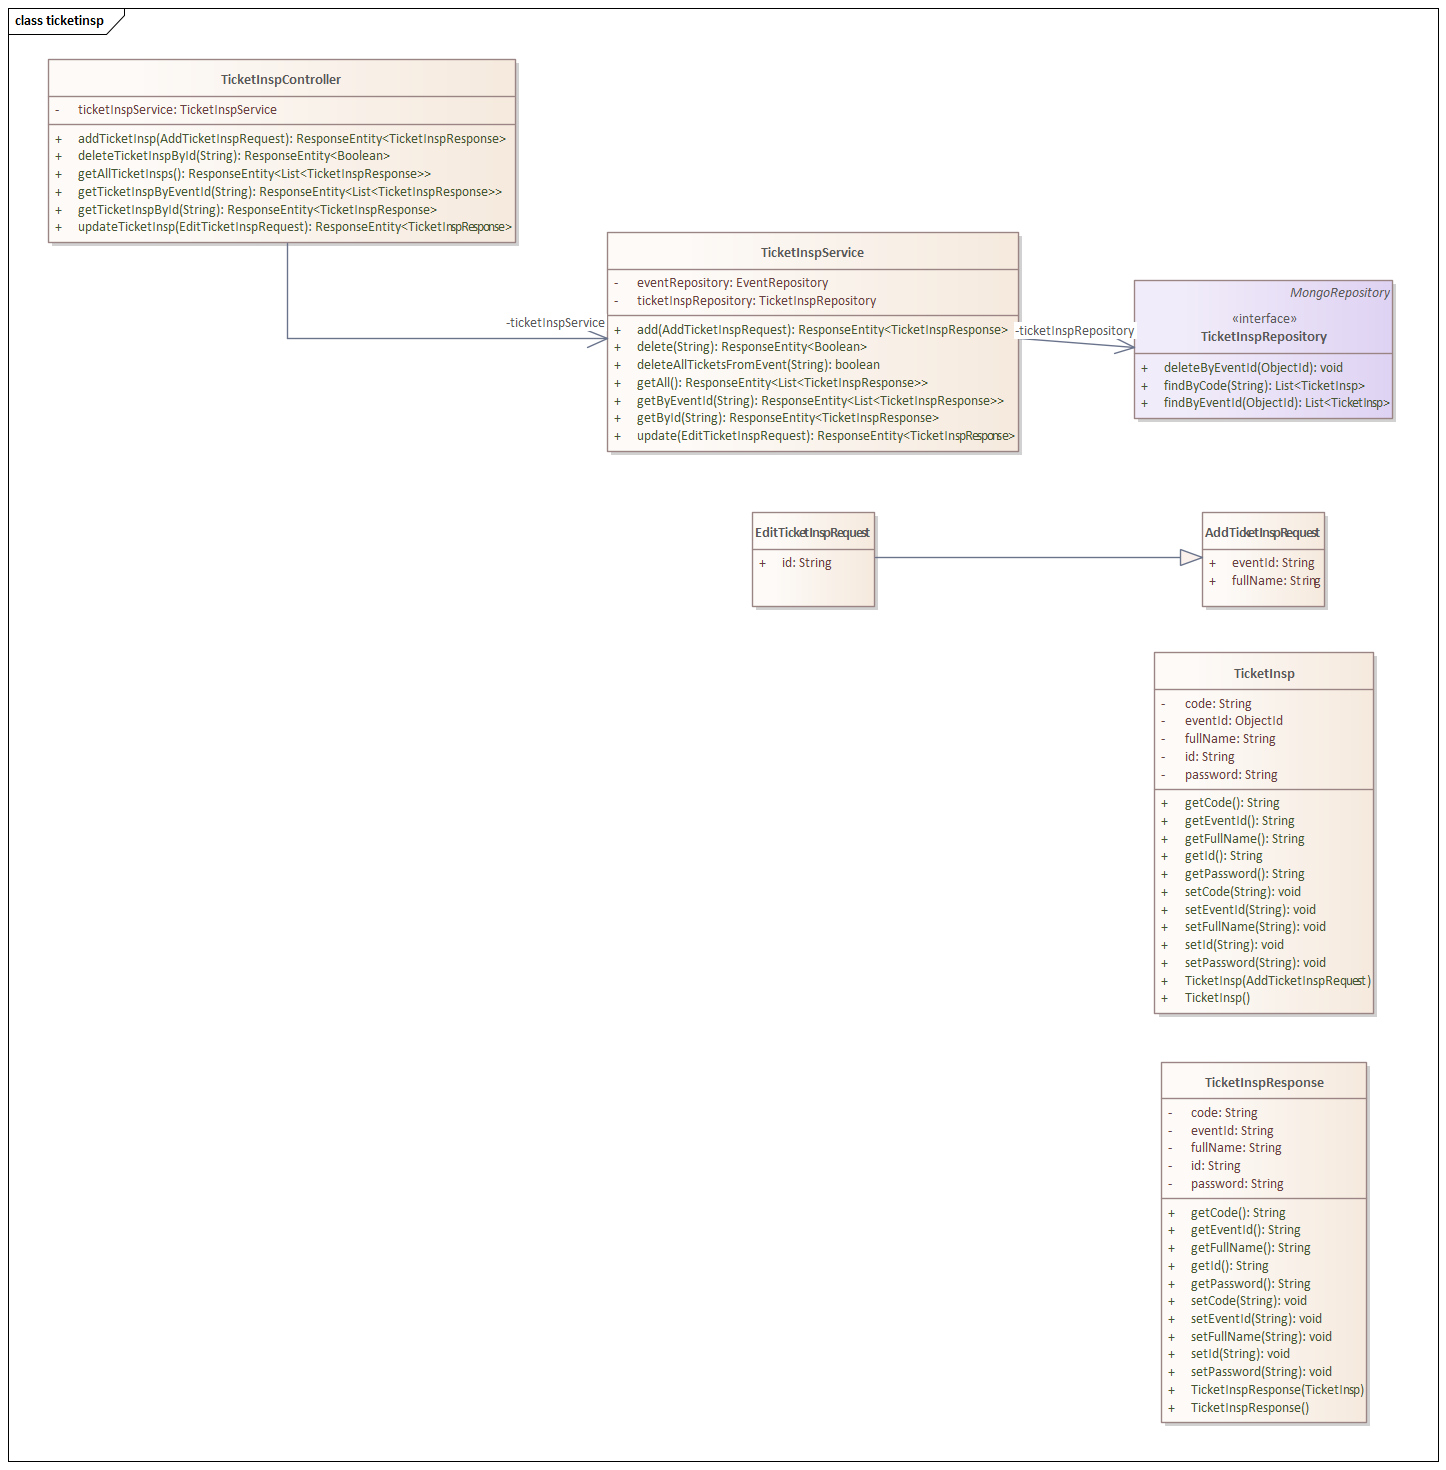 class ticketinsp
TicketInspController
- ticketInspService: TicketInspService
+ addTicketInsp(AddTicketInspRequest): ResponseEntity<TicketInspResponse>
+ deleteTicketInspById(String): ResponseEntity<Boolean>
+ getAllTicketInsps(): ResponseEntity<List<TicketInspResponse>>
+ getTicketInspByEventId(String): ResponseEntity<List<TicketInspResponse>>
+ getTicketInspById(String): ResponseEntity<TicketInspResponse>
+ updateTicketInsp(EditTicketInspRequest): ResponseEntity<TicketInspResponse>
-ticketInspService
TicketInspService
- eventRepository: EventRepository
- ticketInspRepository: TicketInspRepository
+ add(AddTicketInspRequest): ResponseEntity<TicketInspResponse>
+ delete(String): ResponseEntity<Boolean>
+ deleteAllTicketsFromEvent(String): boolean
+ getAll(): ResponseEntity<List<TicketInspResponse>>
+ getByEventId(String): ResponseEntity<List<TicketInspResponse>>
+ getById(String): ResponseEntity<TicketInspResponse>
+ update(EditTicketInspRequest): ResponseEntity<TicketInspResponse>
-ticketInspRepository
MongoRepository
«interface»
TicketInspRepository
+ deleteByEventId(ObjectId): void
+ findByCode(String): List<TicketInsp>
+ findByEventId(ObjectId): List<TicketInsp>
EditTicketInspRequest
+ id: String
AddTicketInspRequest
+ eventId: String
+ fullName: String
TicketInsp
- code: String
- eventId: ObjectId
- fullName: String
- id: String
- password: String
+ getCode(): String
+ getEventId(): String
+ getFullName(): String
+ getId(): String
+ getPassword(): String
+ setCode(String): void
+ setEventId(String): void
+ setFullName(String): void
+ setId(String): void
+ setPassword(String): void
+ TicketInsp(AddTicketInspRequest)
+ TicketInsp()
TicketInspResponse
- code: String
- eventId: String
- fullName: String
- id: String
- password: String
+ getCode(): String
+ getEventId(): String
+ getFullName(): String
+ getId(): String
+ getPassword(): String
+ setCode(String): void
+ setEventId(String): void
+ setFullName(String): void
+ setId(String): void
+ setPassword(String): void
+ TicketInspResponse(TicketInsp)
+ TicketInspResponse()